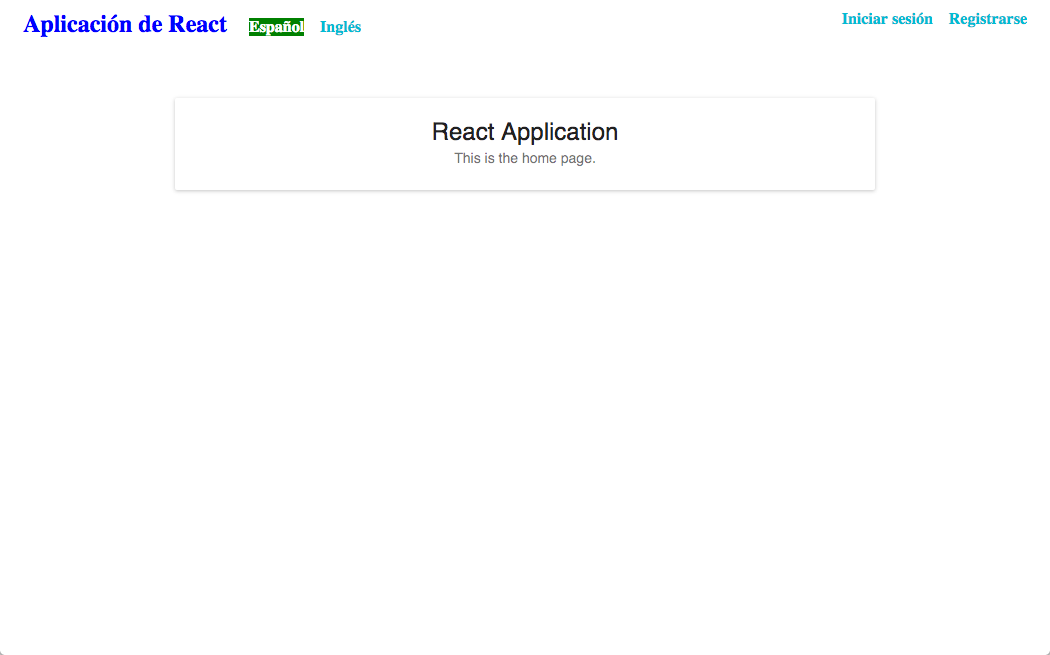 Aplicación de React Español Inglés Iniciar sesión Registrarse
React Application
This is the home page.